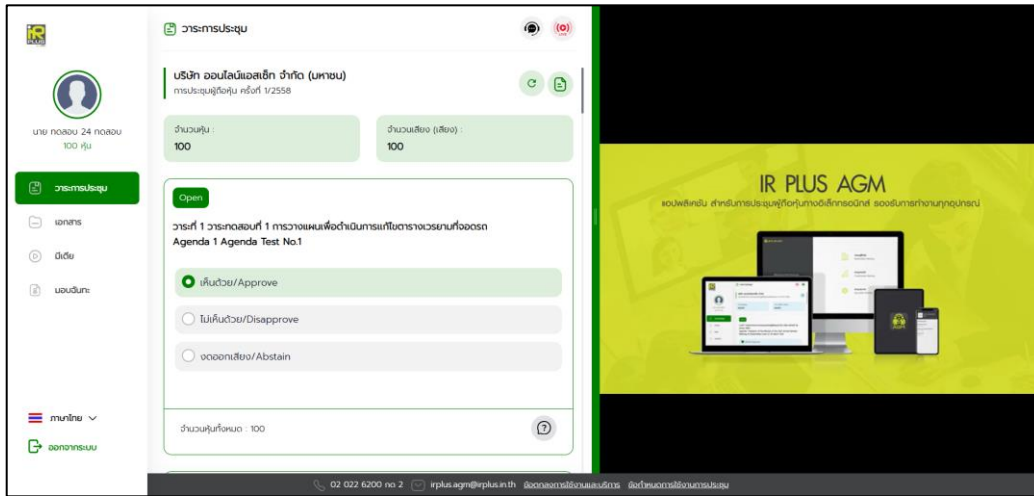 iR
PLUS
นาย ทดสอบ 24 ทดสอบ
100 หุ้น
วาระการประชุม
เอกสาร
มีเดีย
มอบฉันทะ
ภาษาไทย
ออกจากระบบ
วาระการประชุม
LIVE
บริษัท ออนไลน์แอสเซ็ท จำกัด (มหาชน)
การประชุมผู้ถือหุ้น ครั้งที่ 1/2558
จำนวนหุ้น :
100
จำนวนเสียง (เสียง) :
100
Open
วาระที่ 1 วาระทดสอบที่ 1 การวางแผนเพื่อดำเนินการแก้ไขตารางเวรยามที่จอดรถ
Agenda 1 Agenda Test No.1
เห็นด้วย/Approve
ไม่เห็นด้วย/Disapprove
งดออกเสียง/Abstain
จำนวนหุ้นทั้งหมด : 100
IR PLUS AGM
แอปพลิเคชัน สำหรับการประชุมผู้ถือหุ้นทางอิเล็กทรอนิกส์ รองรับการทำงานทุกอุปกรณ์
02 022 6200 กด 2 irplus.agm@irplus.in.th ข้อตกลงการใช้งานและบริการ ข้อกำหนดการใช้งานการประชุม